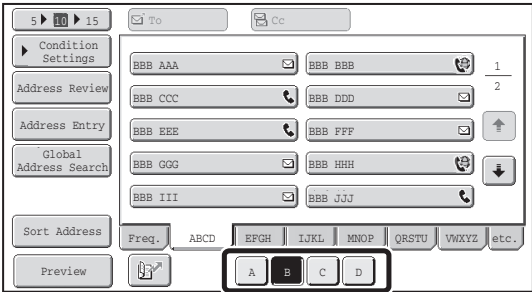 5 10 15
To
Cc
Condition
Settings
Address Review
Address Entry
Global
Address Search
Sort Address
Preview
BBB AAA
BBB BBB
BBB CCC
BBB DDD
BBB EEE
BBB FFF
BBB GGG
BBB HHH
BBB III
BBB JJJ
1
2
Freq. ABCD EFGH IJKL MNOP QRSTU VWXYZ etc.
A B C D